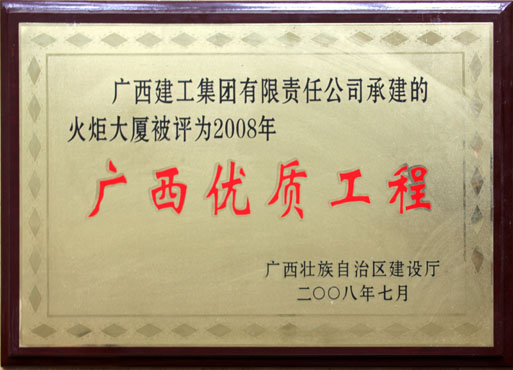 广西建工集团有限责任公司承建的
火炬大厦被评为2008年
广西优质工程
广西壮族自治区建设厅
二〇〇八年七月